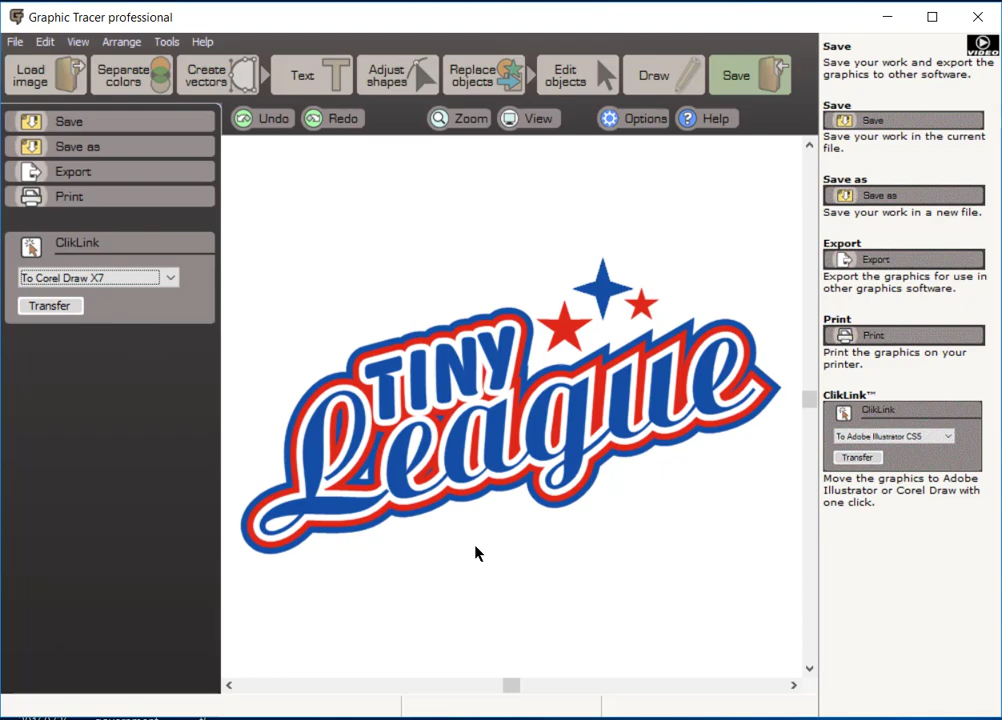 Graphic Tracer professional
File Edit View Arrange Tools Help
Load image
Separate colors
Create vectors
Text
Adjust shapes
Replace objects
Edit objects
Draw
Save
Undo Redo Zoom View Options Help
Save
Save as
Export
Print
ClikLink
To Corel Draw X7
Transfer
TINY
League
VIDEO
Save
Save your work and export the
graphics to other software.
Save
Save
Save your work in the current
file.
Save as
Save as
Save your work in a new file.
Export
Export
Export the graphics for use in
other graphics software.
Print
Print
Print the graphics on your
printer.
ClikLink™
ClikLink
To Adobe Illustrator CS5
Transfer
Move the graphics to Adobe
Illustrator or Corel Draw with
one click.